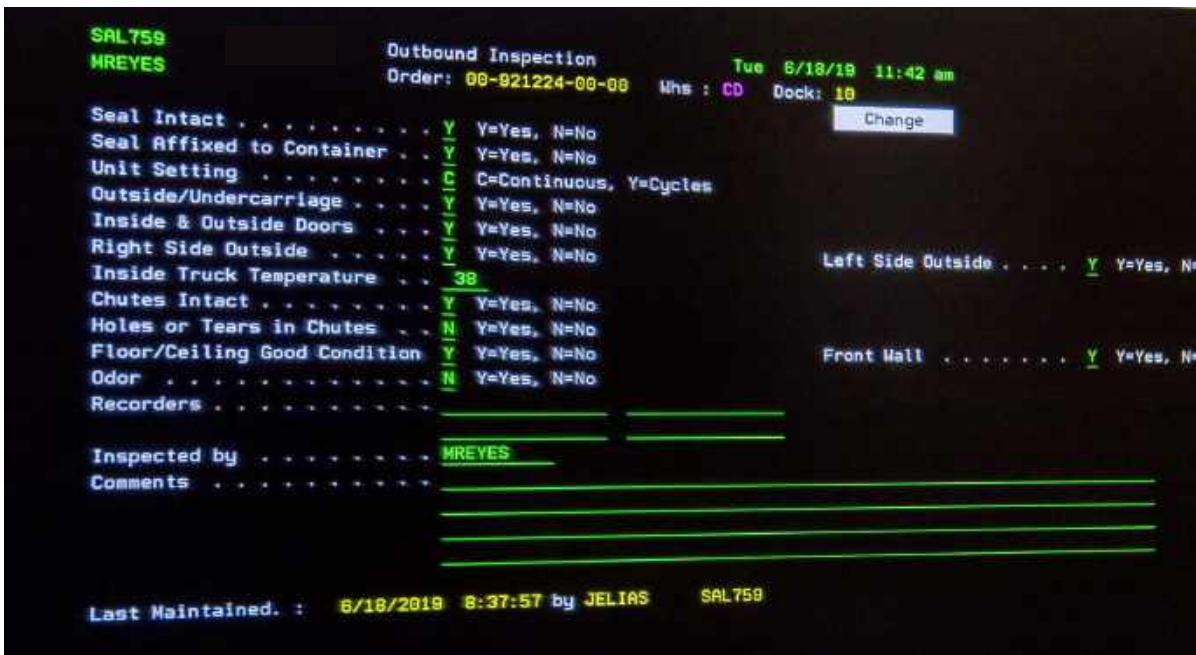 SAL759
MREYES
Outbound Inspection
Tue 6/18/19 11:42 am
Order: 00-921224-00-00 Whs : CD Dock: 10
Change
Seal Intact . . . . . . . . . Y Y=Yes, N=No
Seal Affixed to Container . . Y Y=Yes, N=No
Unit Setting . . . . . . . . C C=Continuous, Y=Cycles
Outside/Undercarriage . . . . Y Y=Yes, N=No
Inside & Outside Doors . . . Y Y=Yes, N=No
Right Side Outside . . . . . Y Y=Yes, N=No Left Side Outside . . . . Y Y=Yes, N=
Inside Truck Temperature . . 38
Chutes Intact . . . . . . . . Y Y=Yes, N=No
Holes or Tears in Chutes . . N Y=Yes, N=No
Floor/Ceiling Good Condition Y Y=Yes, N=No Front Wall . . . . . . . Y Y=Yes, N=
Odor . . . . . . . . . . . . N Y=Yes, N=No
Recorders . . . . . . . . . .
Inspected by . . . . . . . . MREYES
Comments . . . . . . . . . .
Last Maintained. : 6/18/2019 8:37:57 by JELIAS SAL759